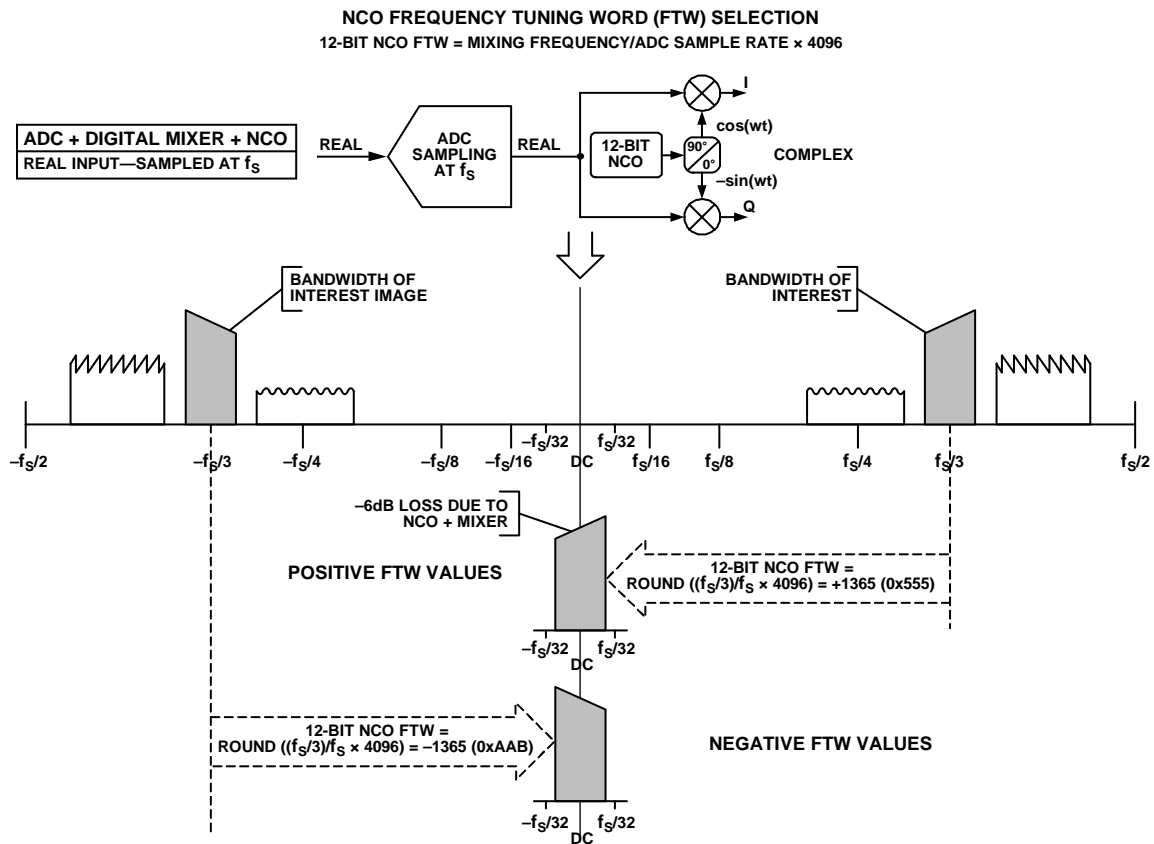 NCO FREQUENCY TUNING WORD (FTW) SELECTION
12-BIT NCO FTW = MIXING FREQUENCY/ADC SAMPLE RATE × 4096
ADC + DIGITAL MIXER + NCO
REAL INPUT—SAMPLED AT fS
REAL
ADC
SAMPLING
AT fS
REAL
12-BIT
NCO
90°
0°
I
cos(wt)
COMPLEX
–sin(wt)
Q
BANDWIDTH OF
INTEREST IMAGE
BANDWIDTH OF
INTEREST
–fS/2
–fS/3
–fS/4
–fS/8
–fS/16
–fS/32
DC
fS/32
fS/16
fS/8
fS/4
fS/3
fS/2
–6dB LOSS DUE TO
NCO + MIXER
POSITIVE FTW VALUES
12-BIT NCO FTW =
ROUND ((fS/3)/fS × 4096) = +1365 (0x555)
–fS/32
DC
fS/32
12-BIT NCO FTW =
ROUND ((fS/3)/fS × 4096) = –1365 (0xAAB)
NEGATIVE FTW VALUES
–fS/32
DC
fS/32